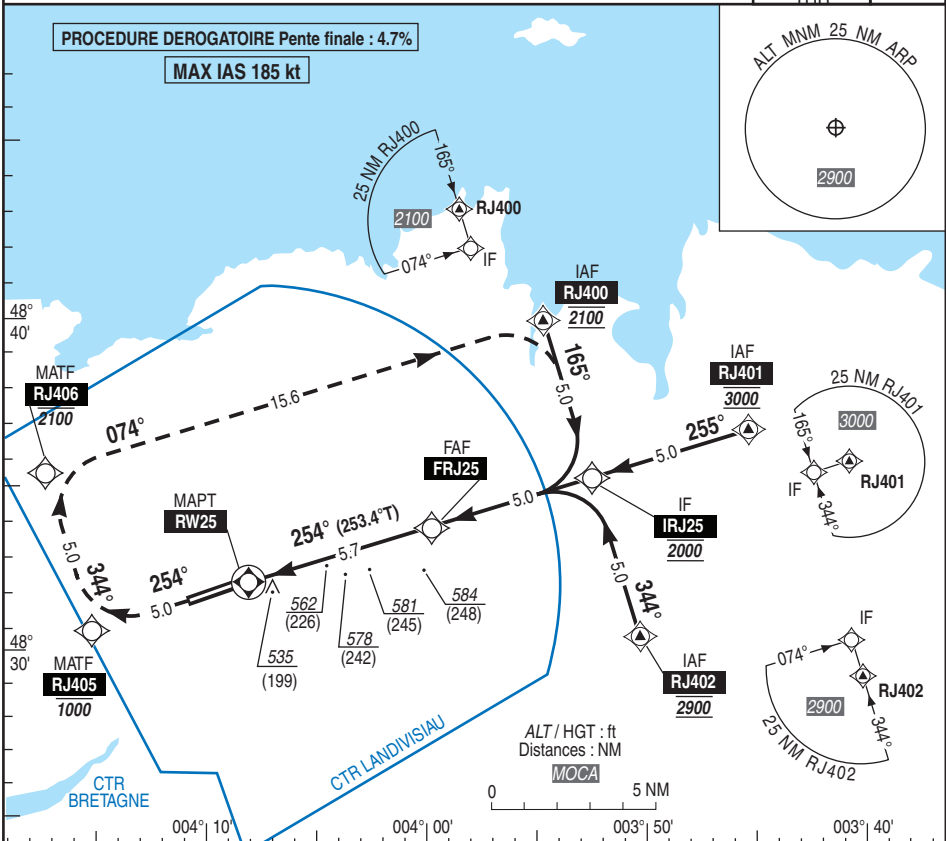 PROCEDURE DEROGATOIRE Pente finale : 4.7%
MAX IAS 185 kt
ALT MNM 25 NM ARP
2900
25 NM RJ400
165°
2100
RJ400
074°
IF
IAF
RJ400
2100
165°
5.0
48°
40'
MATF
RJ406
2100
074°
15.6
IAF
RJ401
3000
255°
5.0
25 NM RJ401
3000
165°
IF
RJ401
344°
FAF
FRJ25
5.0
IF
IRJ25
2000
MAPT
RW25
254° (253.4°T)
5.7
5.0
344°
254°
5.0
562
(226)
535
(199)
578
(242)
581
(245)
584
(248)
5.0
344°
48°
30'
MATF
RJ405
1000
IAF
RJ402
2900
IF
074°
RJ402
2900
344°
25 NM RJ402
CTR
BRETAGNE
CTR LANDIVISIAU
ALT / HGT : ft
Distances : NM
MOCA
0
5 NM
004° 10'
004° 00'
003° 50'
003° 40'